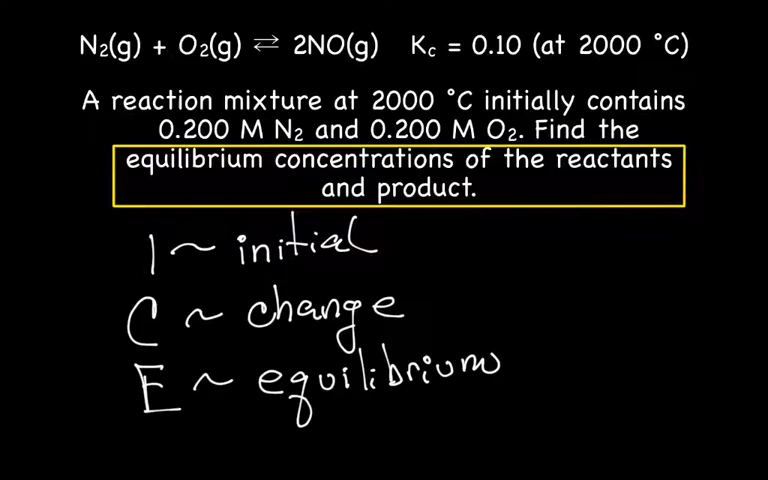 N₂(g) + O₂(g) ⇄ 2NO(g) K꜀ = 0.10 (at 2000 °C)
A reaction mixture at 2000 °C initially contains
0.200 M N₂ and 0.200 M O₂. Find the
equilibrium concentrations of the reactants
and product.
I ~ initial
C ~ change
E ~ equilibrium